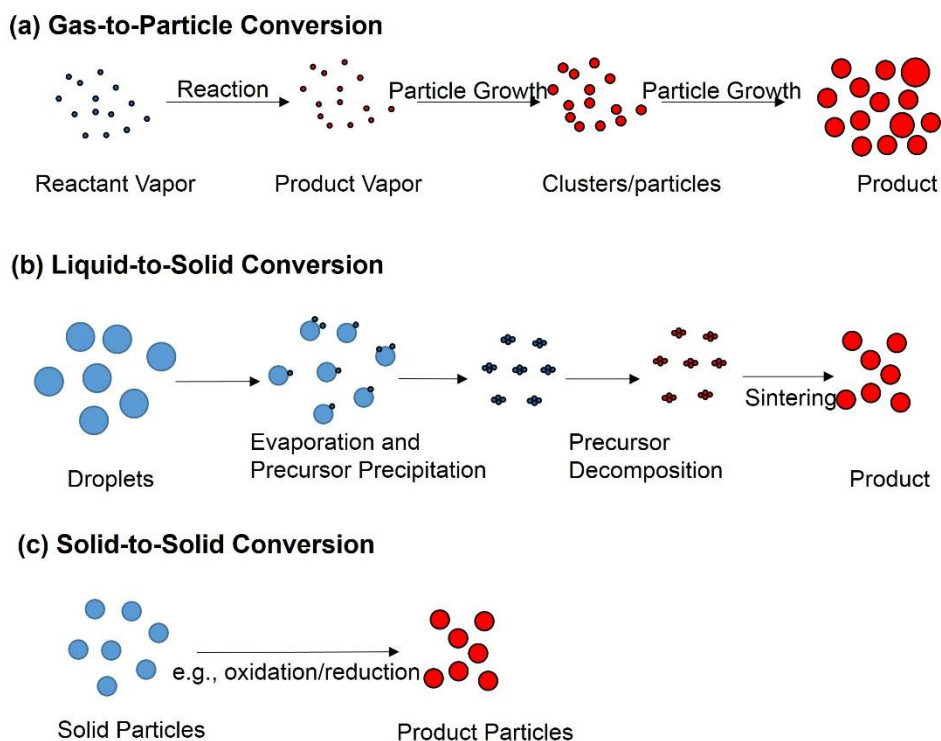 (a) Gas-to-Particle Conversion
Reaction
Particle Growth
Particle Growth
Reactant Vapor
Product Vapor
Clusters/particles
Product
(b) Liquid-to-Solid Conversion
Sintering
Droplets
Evaporation and
Precursor Precipitation
Precursor
Decomposition
Product
(c) Solid-to-Solid Conversion
e.g., oxidation/reduction
Solid Particles
Product Particles